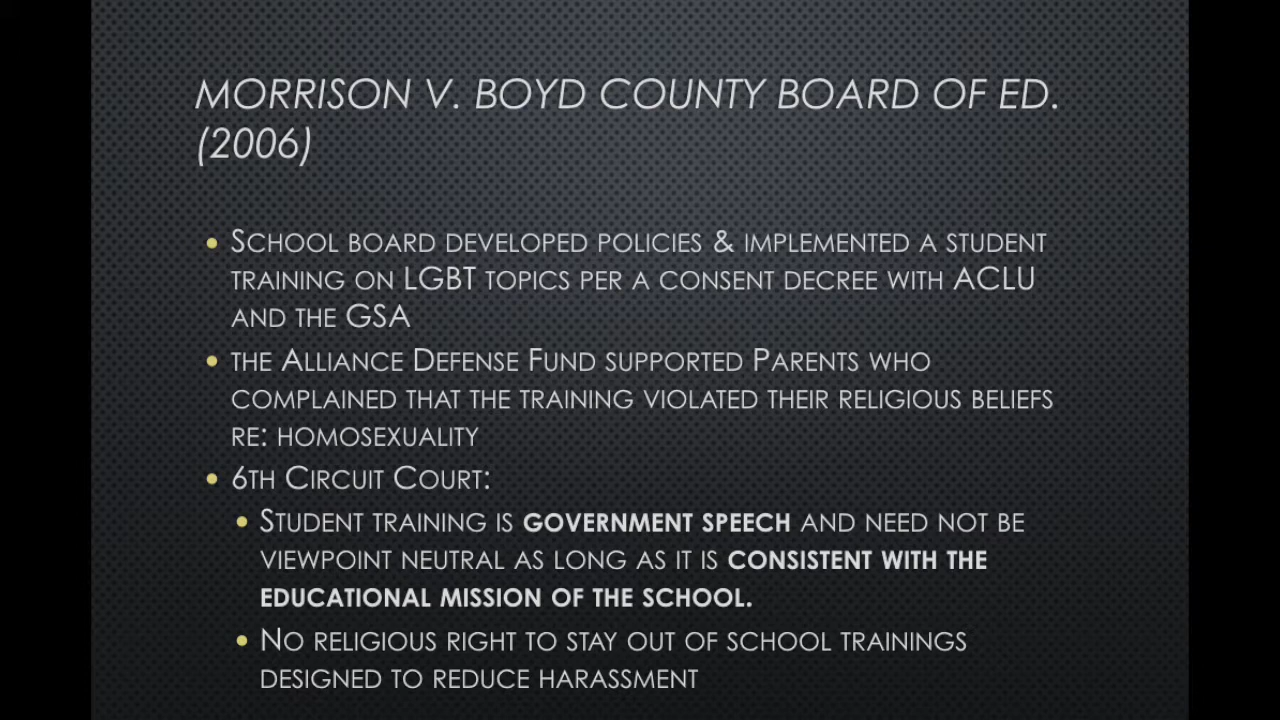 MORRISON V. BOYD COUNTY BOARD OF ED.
(2006)
• SCHOOL BOARD DEVELOPED POLICIES & IMPLEMENTED A STUDENT
TRAINING ON LGBT TOPICS PER A CONSENT DECREE WITH ACLU
AND THE GSA
• THE ALLIANCE DEFENSE FUND SUPPORTED PARENTS WHO
COMPLAINED THAT THE TRAINING VIOLATED THEIR RELIGIOUS BELIEFS
RE: HOMOSEXUALITY
• 6TH CIRCUIT COURT:
• STUDENT TRAINING IS GOVERNMENT SPEECH AND NEED NOT BE
VIEWPOINT NEUTRAL AS LONG AS IT IS CONSISTENT WITH THE
EDUCATIONAL MISSION OF THE SCHOOL.
• NO RELIGIOUS RIGHT TO STAY OUT OF SCHOOL TRAININGS
DESIGNED TO REDUCE HARASSMENT